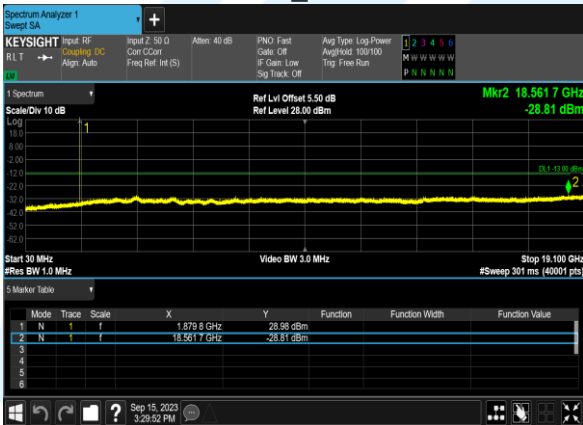 Spectrum Analyzer 1
Swept SA
KEYSIGHT Input: RF Input Z: 50 Ω Atten: 40 dB PNO: Fast Avg Type: Log-Power 1 2 3 4 5 6
RLT Coupling: DC Corr CCorr Gate: Off Avg|Hold: 100/100 M W W W W W
Align: Auto Freq Ref: Int (S) IF Gain: Low Trig: Free Run
Sig Track: Off P N N N N N
1 Spectrum Ref Lvl Offset 5.50 dB Mkr2 18.561 7 GHz
Scale/Div 10 dB Ref Level 28.00 dBm -28.81 dBm
Log
18.0 1
8.00
-2.00
-12.0 DL1 -13.00 dBm
-22.0 2
-32.0
-42.0
-52.0
-62.0
Start 30 MHz Video BW 3.0 MHz Stop 19.100 GHz
#Res BW 1.0 MHz #Sweep 301 ms (40001 pts)
5 Marker Table
Mode Trace Scale X Y Function Function Width Function Value
1 N 1 f 1.879 8 GHz 28.98 dBm
2 N 1 f 18.561 7 GHz -28.81 dBm
3
4
5
6
? Sep 15, 2023
3:29:52 PM